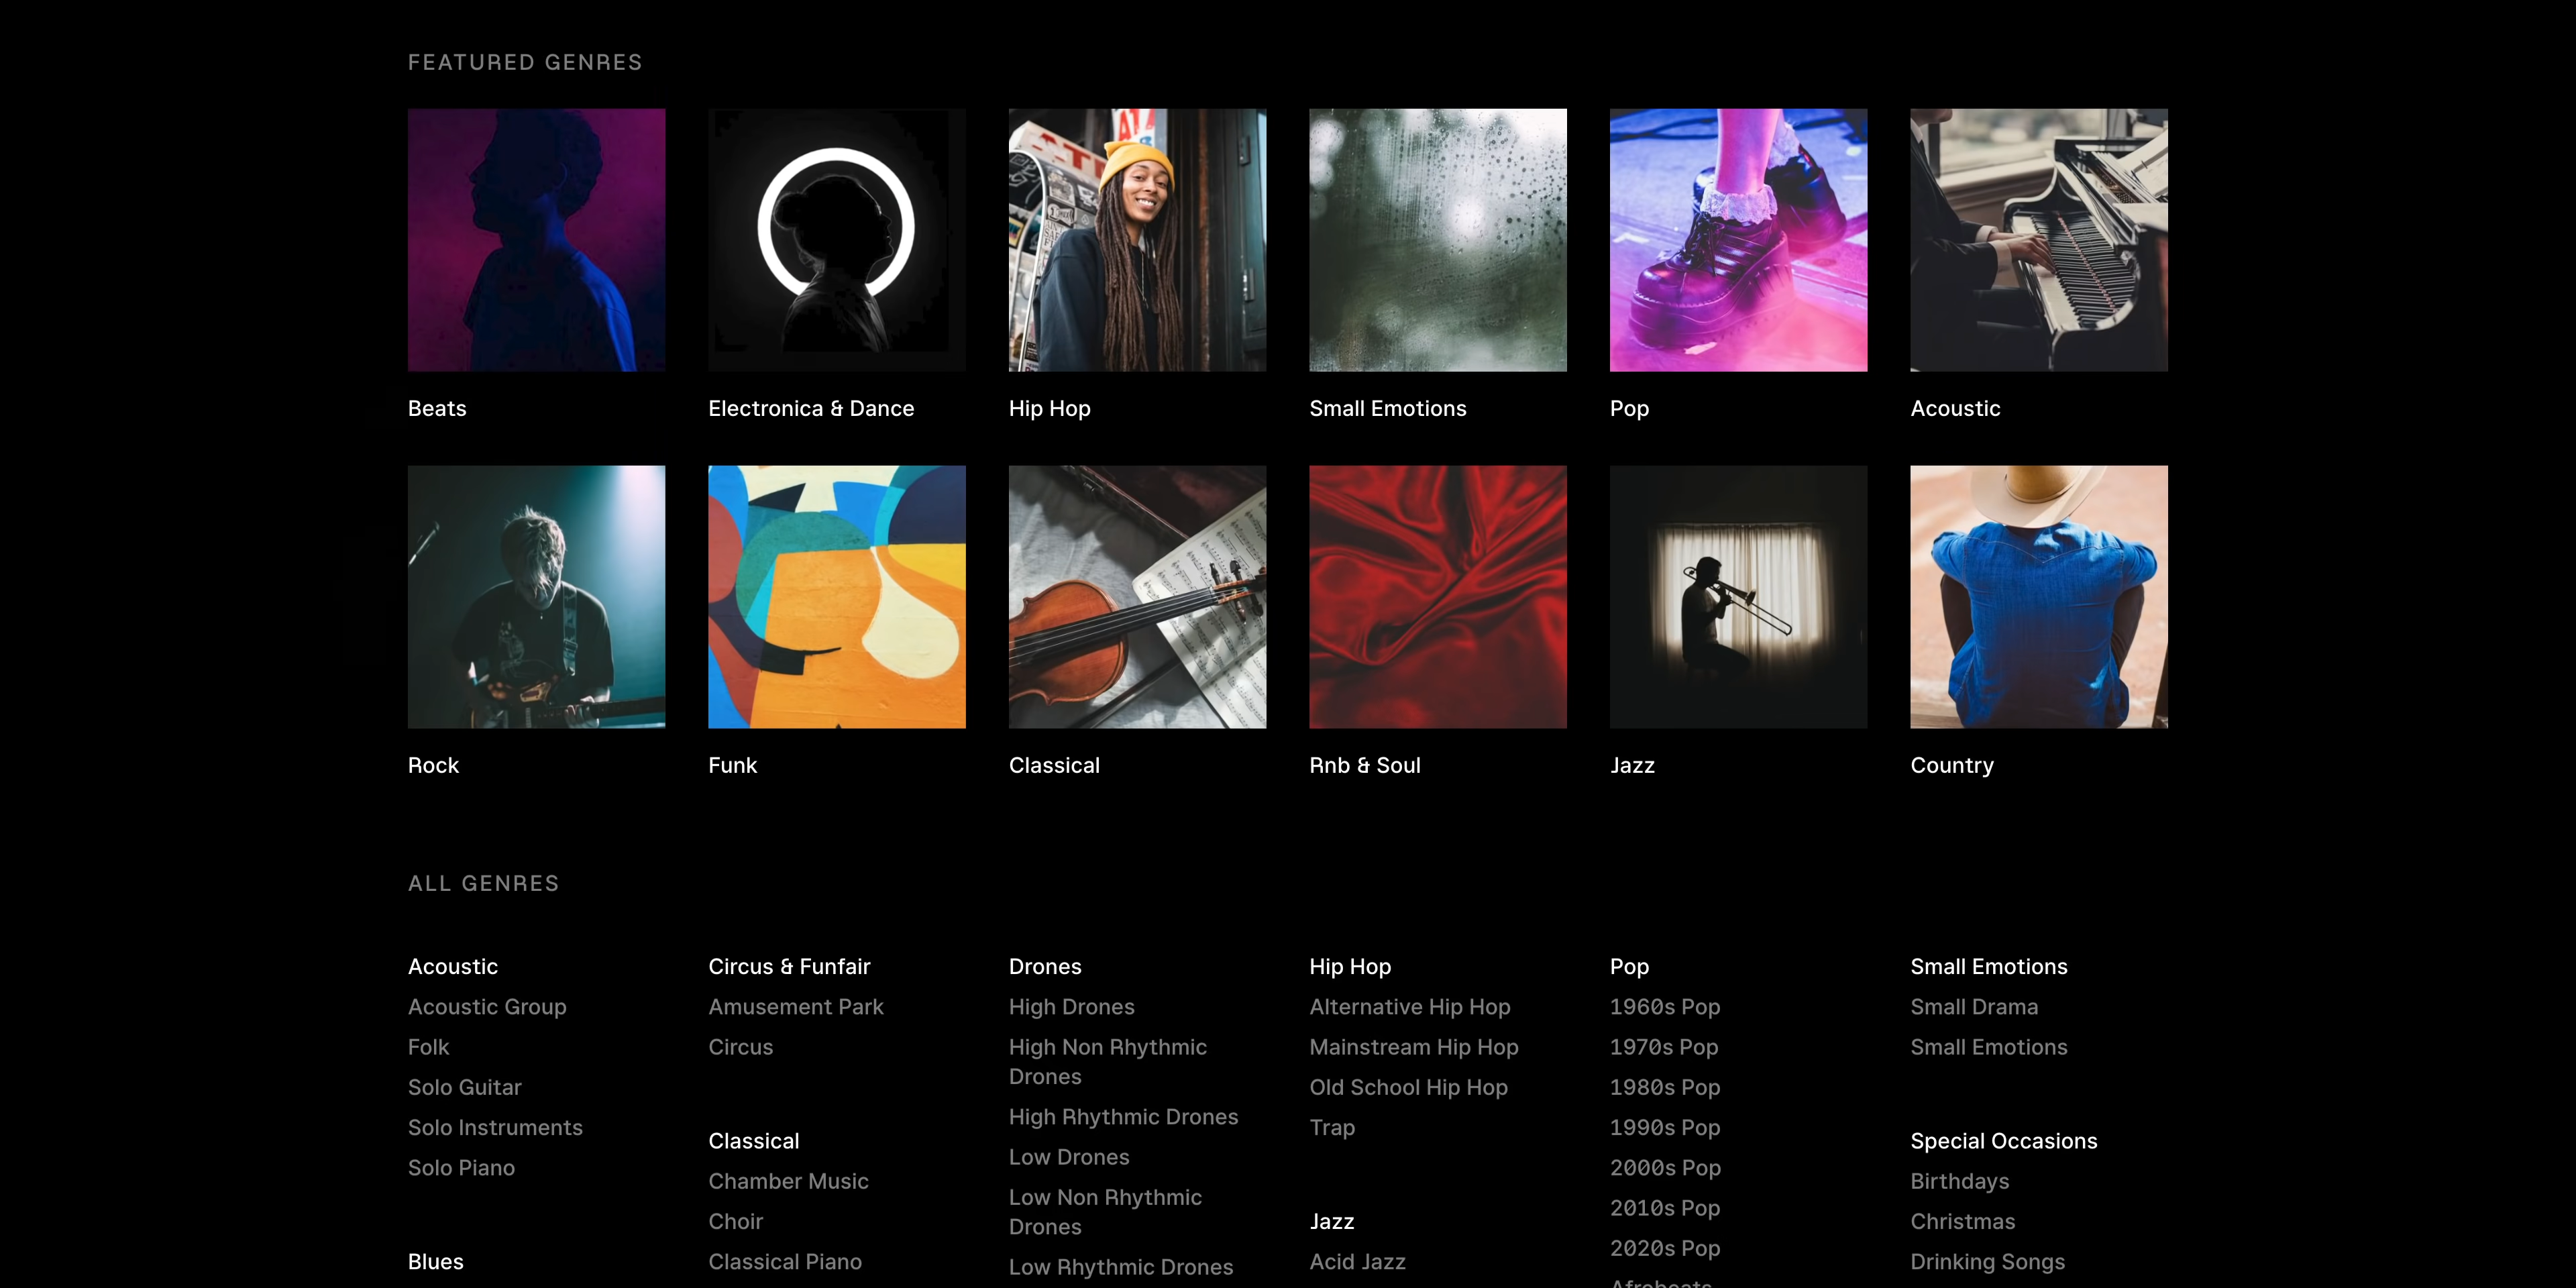 FEATURED GENRES
Beats
Electronica & Dance
Hip Hop
Small Emotions
Pop
Acoustic
Rock
Funk
Classical
Rnb & Soul
Jazz
Country
ALL GENRES
Acoustic
Acoustic Group
Folk
Solo Guitar
Solo Instruments
Solo Piano
Blues
Circus & Funfair
Amusement Park
Circus
Classical
Chamber Music
Choir
Classical Piano
Drones
High Drones
High Non Rhythmic
Drones
High Rhythmic Drones
Low Drones
Low Non Rhythmic
Drones
Low Rhythmic Drones
Hip Hop
Alternative Hip Hop
Mainstream Hip Hop
Old School Hip Hop
Trap
Jazz
Acid Jazz
Pop
1960s Pop
1970s Pop
1980s Pop
1990s Pop
2000s Pop
2010s Pop
2020s Pop
Afrobeats
Small Emotions
Small Drama
Small Emotions
Special Occasions
Birthdays
Christmas
Drinking Songs